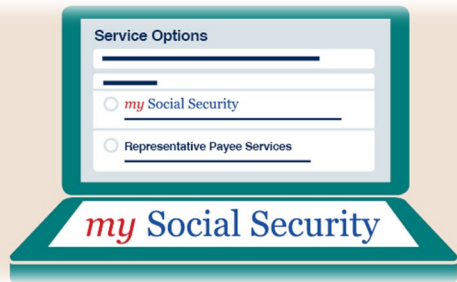 Service Options
my Social Security
Representative Payee Services
my Social Security